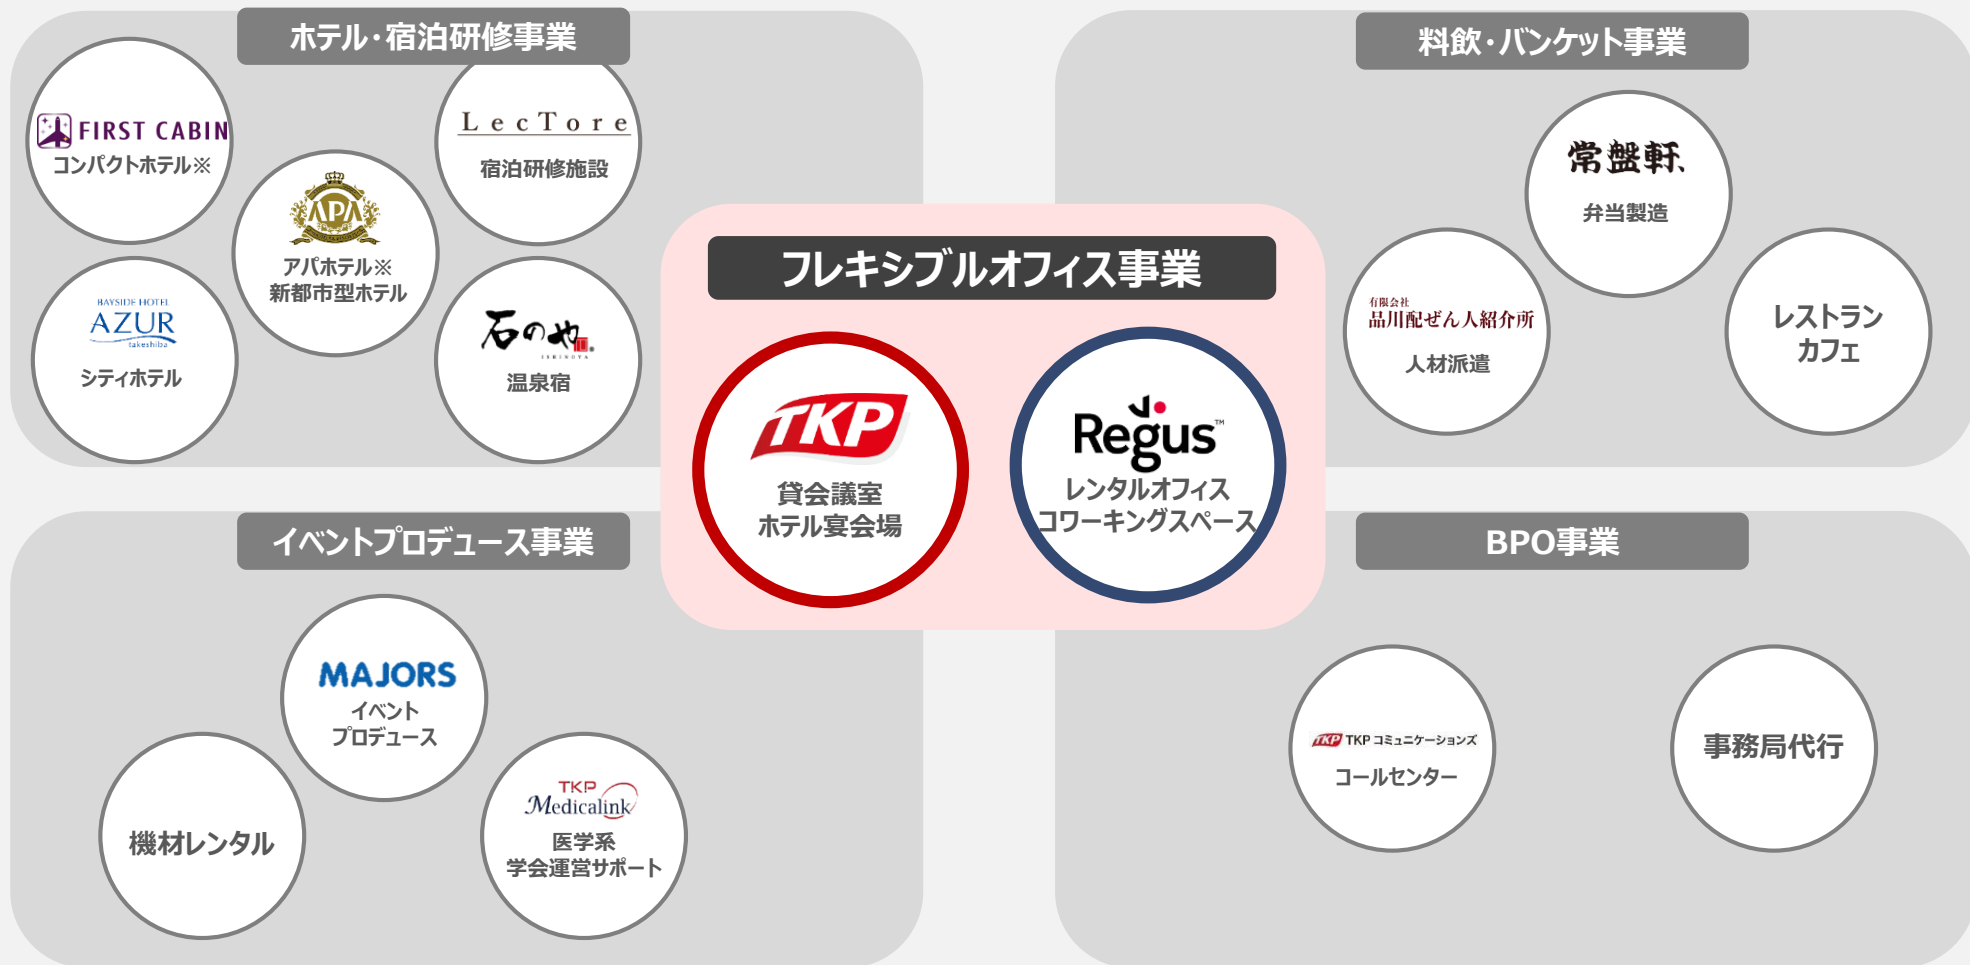 ホテル・宿泊研修事業
FIRST CABIN
コンパクトホテル※
LecTore
宿泊研修施設
APA
アパホテル※
新都市型ホテル
BAYSIDE HOTEL
AZUR
takeshiba
シティホテル
石のや
ISHINOYA
温泉宿
料飲・バンケット事業
常盤軒
弁当製造
有限会社
品川配ぜん人紹介所
人材派遣
レストラン
カフェ
フレキシブルオフィス事業
TKP
貸会議室
ホテル宴会場
Regus™
レンタルオフィス
コワーキングスペース
イベントプロデュース事業
MAJORS
イベント
プロデュース
機材レンタル
TKP
Medicalink
医学系
学会運営サポート
BPO事業
TKP TKP コミュニケーションズ
コールセンター
事務局代行